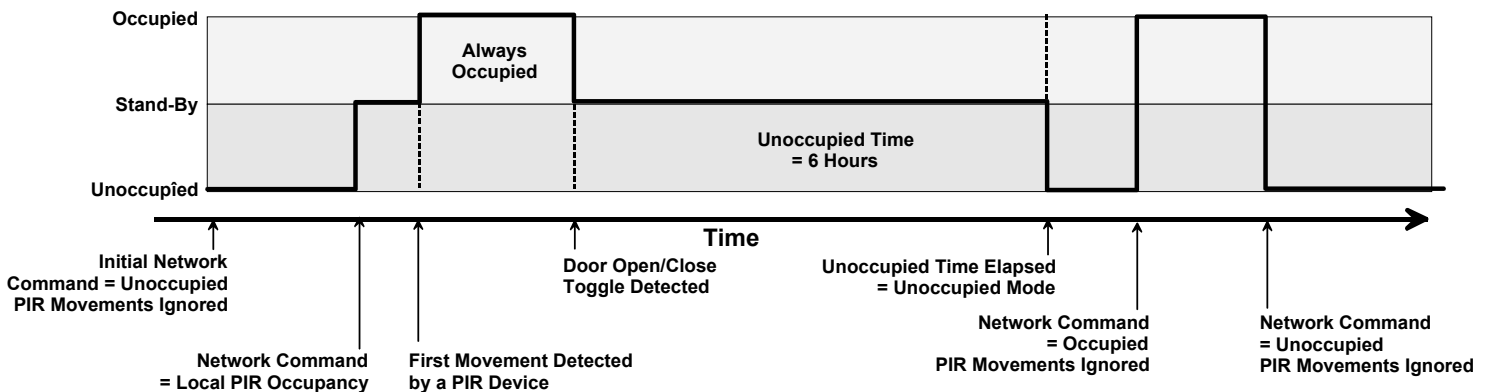 Occupied
Always
Occupied
Stand-By
Unoccupied Time
= 6 Hours
Unoccupîed
Time
Initial Network
Command = Unoccupied
PIR Movements Ignored
Network Command
= Local PIR Occupancy
First Movement Detected
by a PIR Device
Door Open/Close
Toggle Detected
Unoccupied Time Elapsed
= Unoccupied Mode
Network Command
= Occupied
PIR Movements Ignored
Network Command
= Unoccupied
PIR Movements Ignored